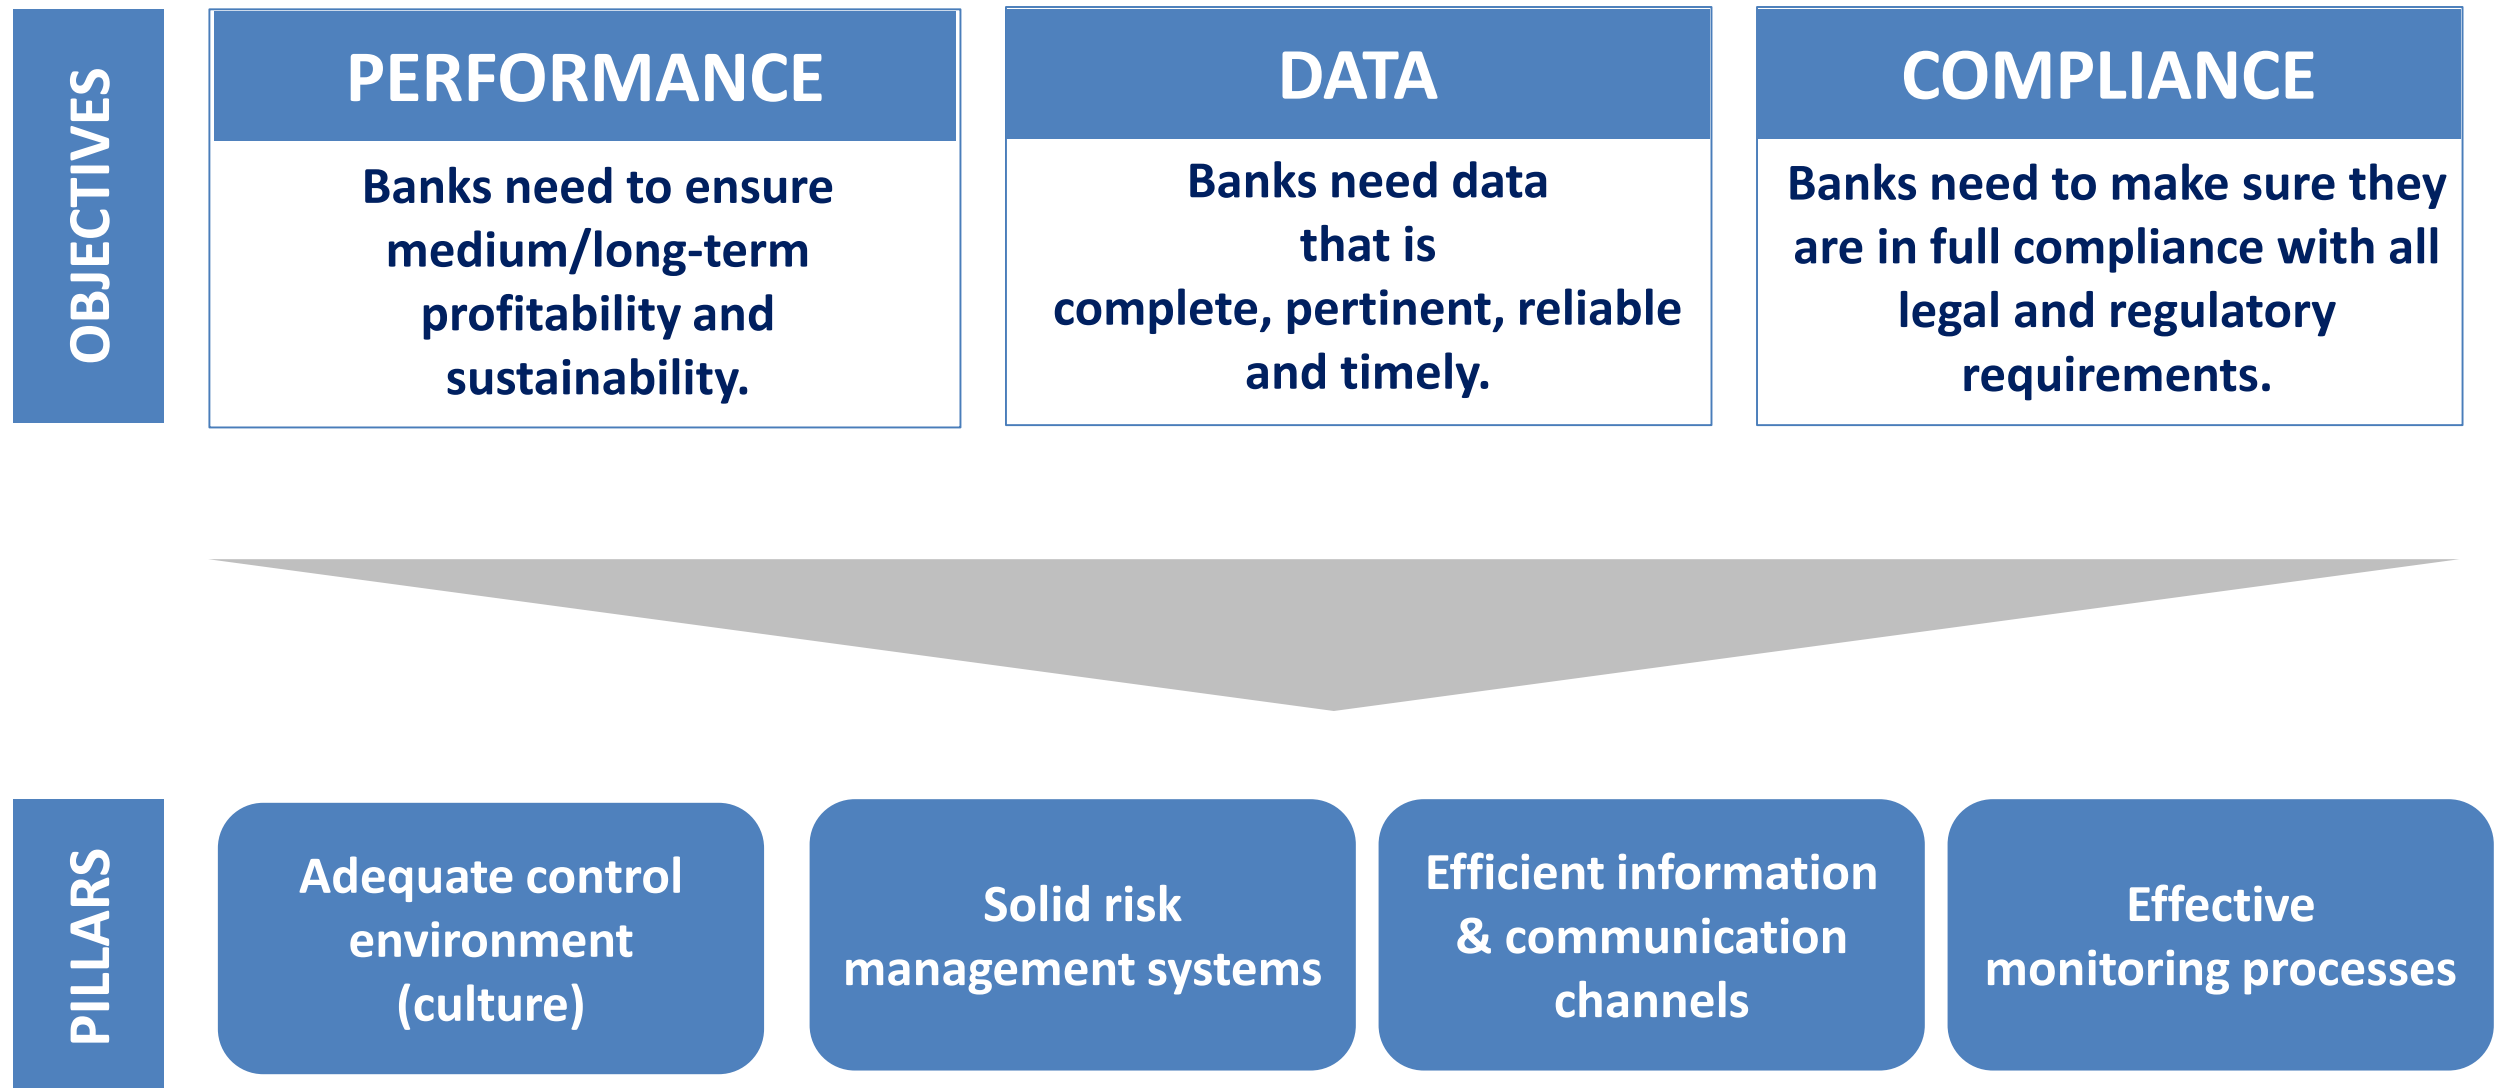 OBJECTIVES
PERFORMANCE
Banks need to ensure
medium/long-term
profitability and
sustainability.
DATA
Banks need data
that is
complete, pertinent, reliable
and timely.
COMPLIANCE
Banks need to make sure they
are in full compliance with all
legal and regulatory
requirements.
PILLARS
Adequate control
environment
(culture)
Solid risk
management systems
Efficient information
& communication
channels
Effective
monitoring processes